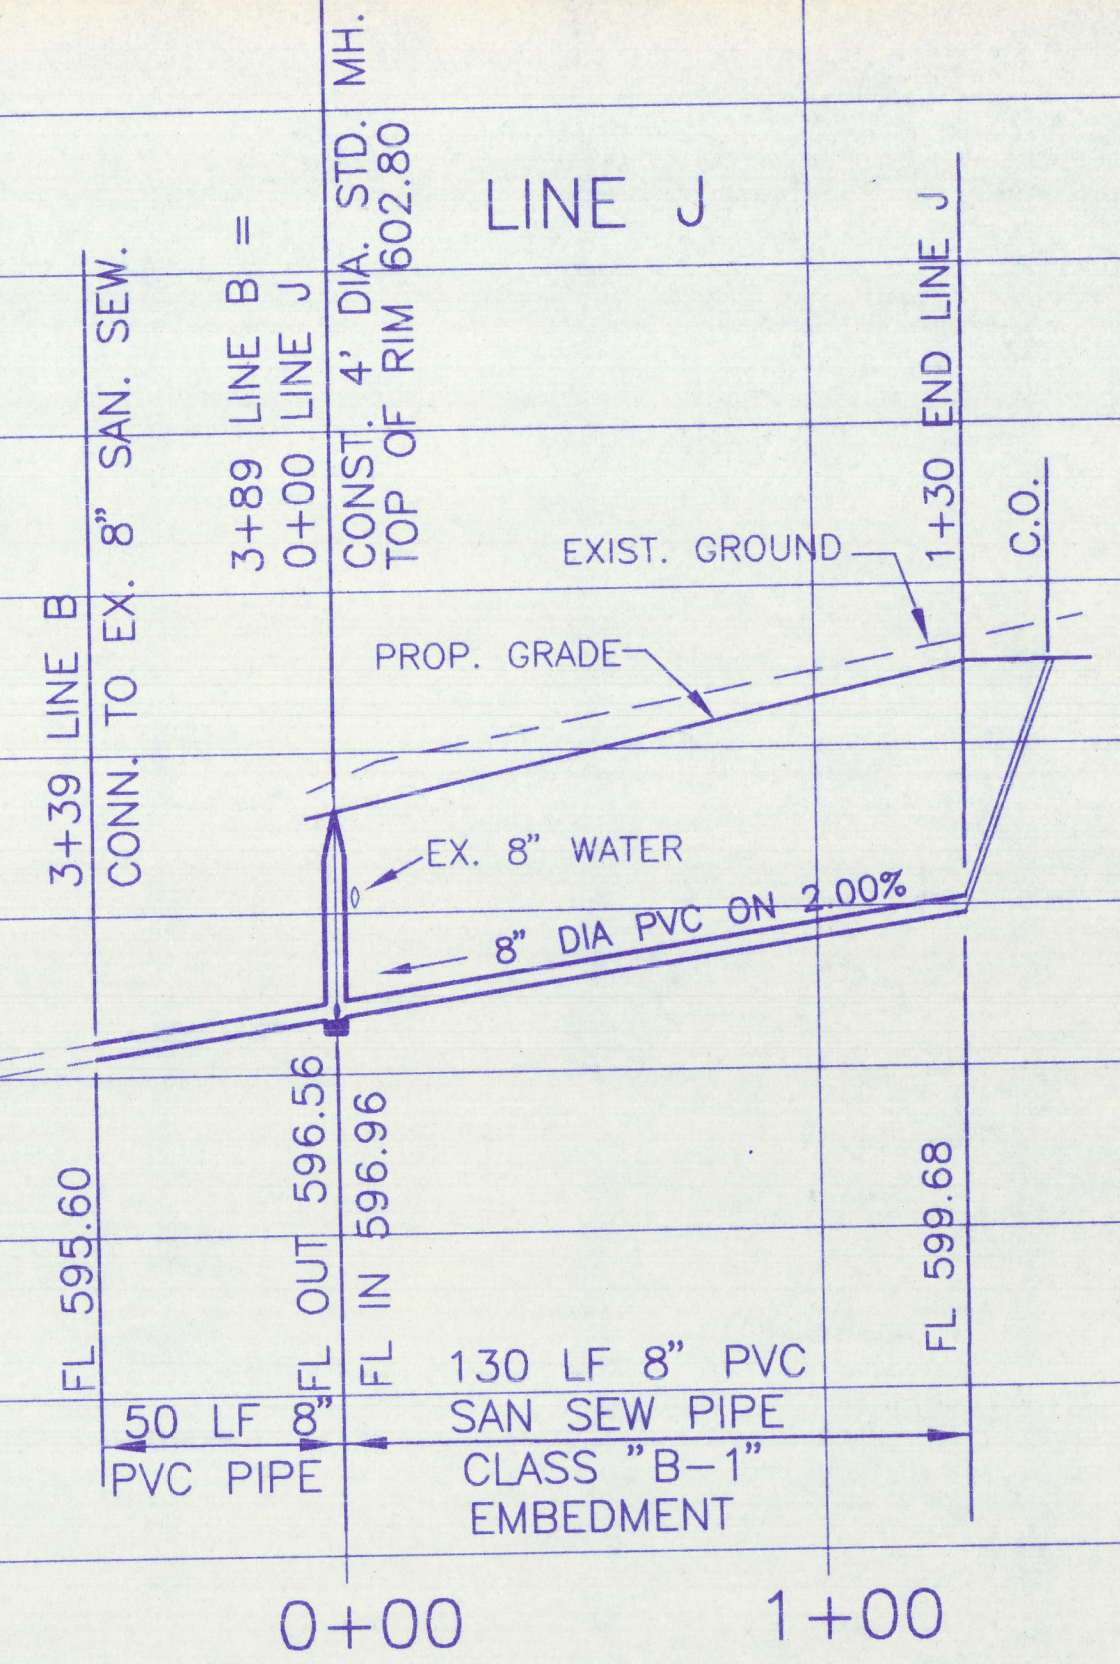 LINE J
3+39 LINE B
CONN. TO EX. 8" SAN. SEW.
3+89 LINE B =
0+00 LINE J
CONST. 4' DIA. STD. MH.
TOP OF RIM 602.80
1+30 END LINE J
C.O.
EXIST. GROUND
PROP. GRADE
EX. 8" WATER
8" DIA PVC ON 2.00%
FL 595.60
FL OUT 596.56
FL IN 596.96
FL 599.68
50 LF 8"
PVC PIPE
130 LF 8" PVC
SAN SEW PIPE
CLASS "B-1"
EMBEDMENT
0+00
1+00